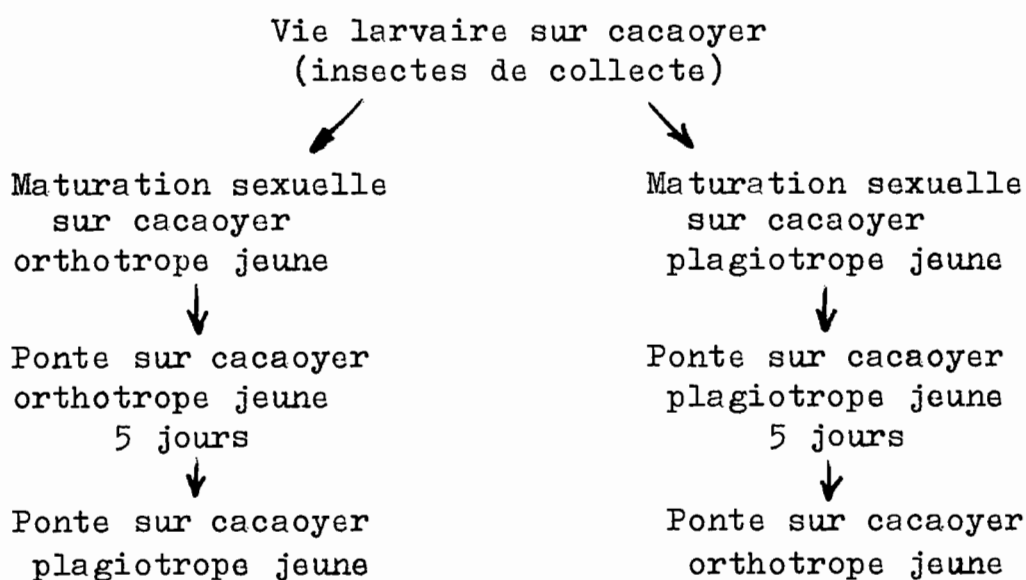 Vie larvaire sur cacaoyer
(insectes de collecte)
Maturation sexuelle
sur cacaoyer
orthotrope jeune
Ponte sur cacaoyer
orthotrope jeune
5 jours
Ponte sur cacaoyer
plagiotrope jeune
Maturation sexuelle
sur cacaoyer
plagiotrope jeune
Ponte sur cacaoyer
plagiotrope jeune
5 jours
Ponte sur cacaoyer
orthotrope jeune